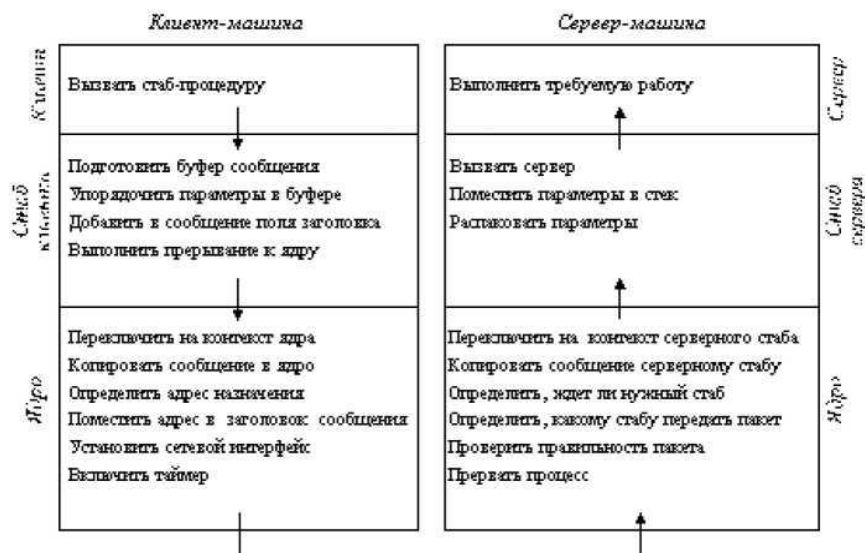 Клиент-машина
Сервер-машина
Клиент
Вызвать стаб-процедуру
Стаб клиента
Подготовить буфер сообщения
Упорядочить параметры в буфере
Добавить в сообщение поля заголовка
Выполнить прерывание к ядру
Ядро
Переключить на контекст ядра
Копировать сообщение в ядро
Определить адрес назначения
Поместить адрес в заголовок сообщения
Установить сетевой интерфейс
Включить таймер
Выполнить требуемую работу
Сервер
Вызвать сервер
Поместить параметры в стек
Распаковать параметры
Стаб
сервера
Переключить на контекст серверного стаба
Копировать сообщение серверному стабу
Определить, ждет ли нужный стаб
Определить, какому стабу передать пакет
Проверить правильность пакета
Прервать процесс
Ядро